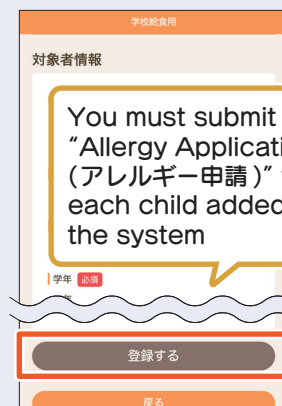 学校給食用
対象者情報
You must submit
“Allergy Applicati
(アレルギー申請)”
each child added
the system
学年 必須
登録する
戻る